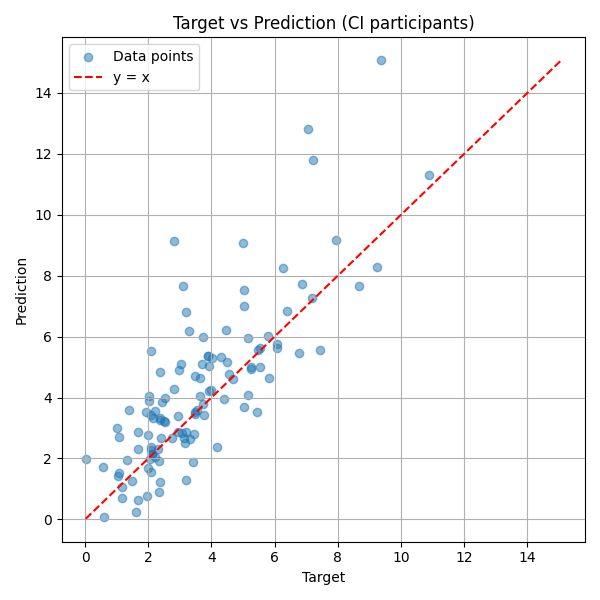 Target vs Prediction (CI participants)
Data points
y = x
14
12
10
8
6
4
2
0
Prediction
0 2 4 6 8 10 12 14
Target